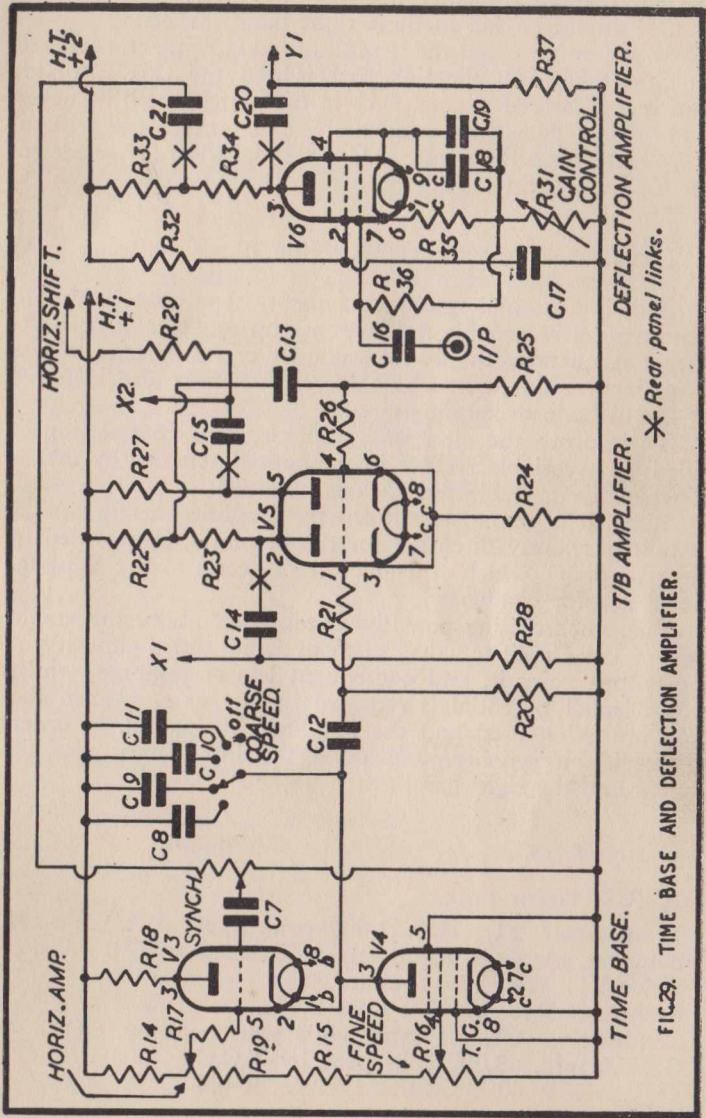 HORIZ. AMP.
R14
R17
R18
3
V3
SYNCH.
5
R19
2
1
8
b
b
C7
R15
FINE SPEED
R16
3
V4
4
5
T. G.
8
2
7
c
c
TIME BASE.
C8
C9
C10
C11
off
COARSE SPEED.
X1
C14
C12
R20
R28
R21
R22
R23
2
V5
5
1
4
3
6
7
8
c
c
R24
T/B AMPLIFIER.
R27
C15
X2
R29
HORIZ. SHIFT.
H.T. +1
C13
R26
R25
H.T. +2
R32
R33
C21
R34
C20
Y1
3
V6
2
4
7
6
1
9
c
c
C16
I/P
R36
R35
C17
C18
C19
R31
GAIN CONTROL.
R37
DEFLECTION AMPLIFIER.
Rear panel links.
FIG.29. TIME BASE AND DEFLECTION AMPLIFIER.